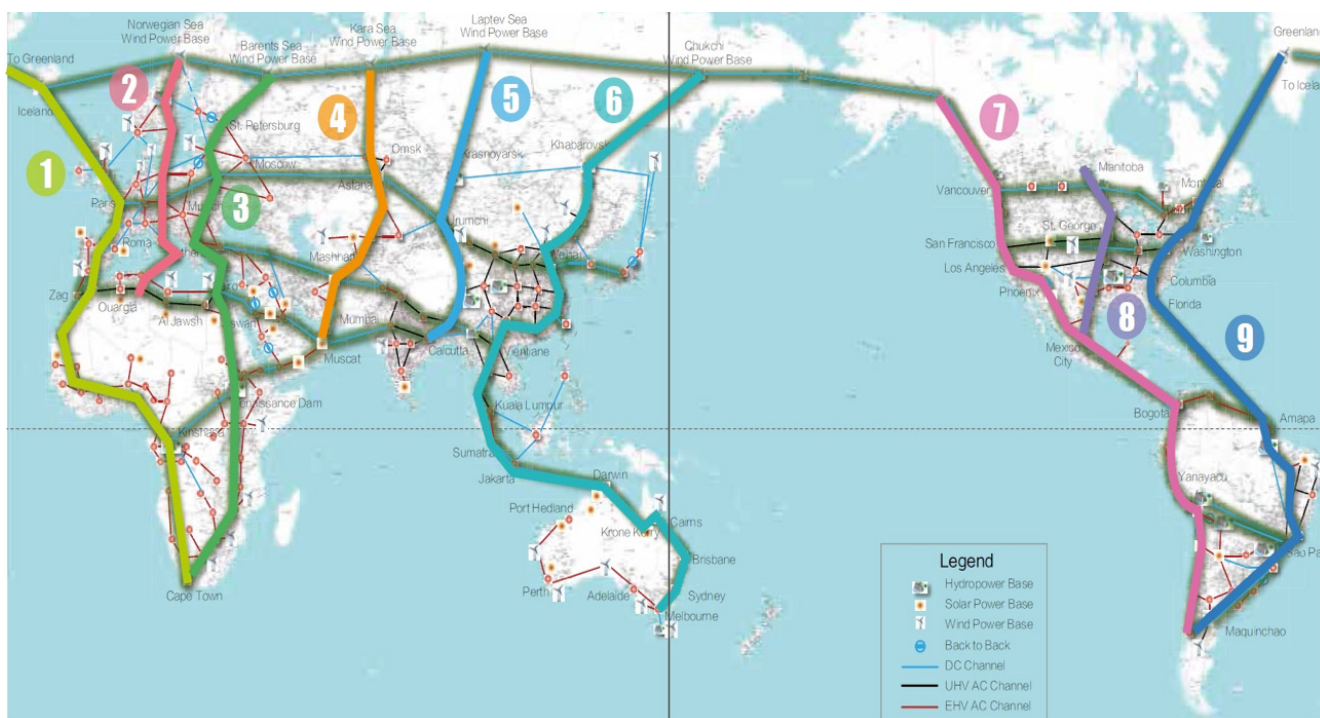 Norwegian Sea
Wind Power Base
Barents Sea
Wind Power Base
Kara Sea
Wind Power Base
Laptev Sea
Wind Power Base
Chukchi
Wind Power Base
Greenland
To Greenland
To Icela
Iceland
1
2
3
4
5
6
7
8
9
St. Petersburg
Moscow
Omsk
Astana
Krasnoyarsk
Khabarovsk
Paris
Roma
Urumchi
Mashhad
Zag
Ouargla
Al Jawsh
Aswan
Muscat
Mumbai
Calcutta
Vientiane
Renaissance Dam
Kinshasa
Kuala Lumpur
Sumatra
Jakarta
Darwin
Port Hedland
Cairns
Brisbane
Perth
Adelaide
Sydney
Melbourne
Cape Town
Vancouver
Manitoba
St. George
San Francisco
Washington
Los Angeles
Columbia
Phoenix
Florida
Mexico
City
Bogota
Amapa
Yanayacu
Sao Pa
Maquinchao
Legend
Hydropower Base
Solar Power Base
Wind Power Base
Back to Back
DC Channel
UHV AC Channel
EHV AC Channel